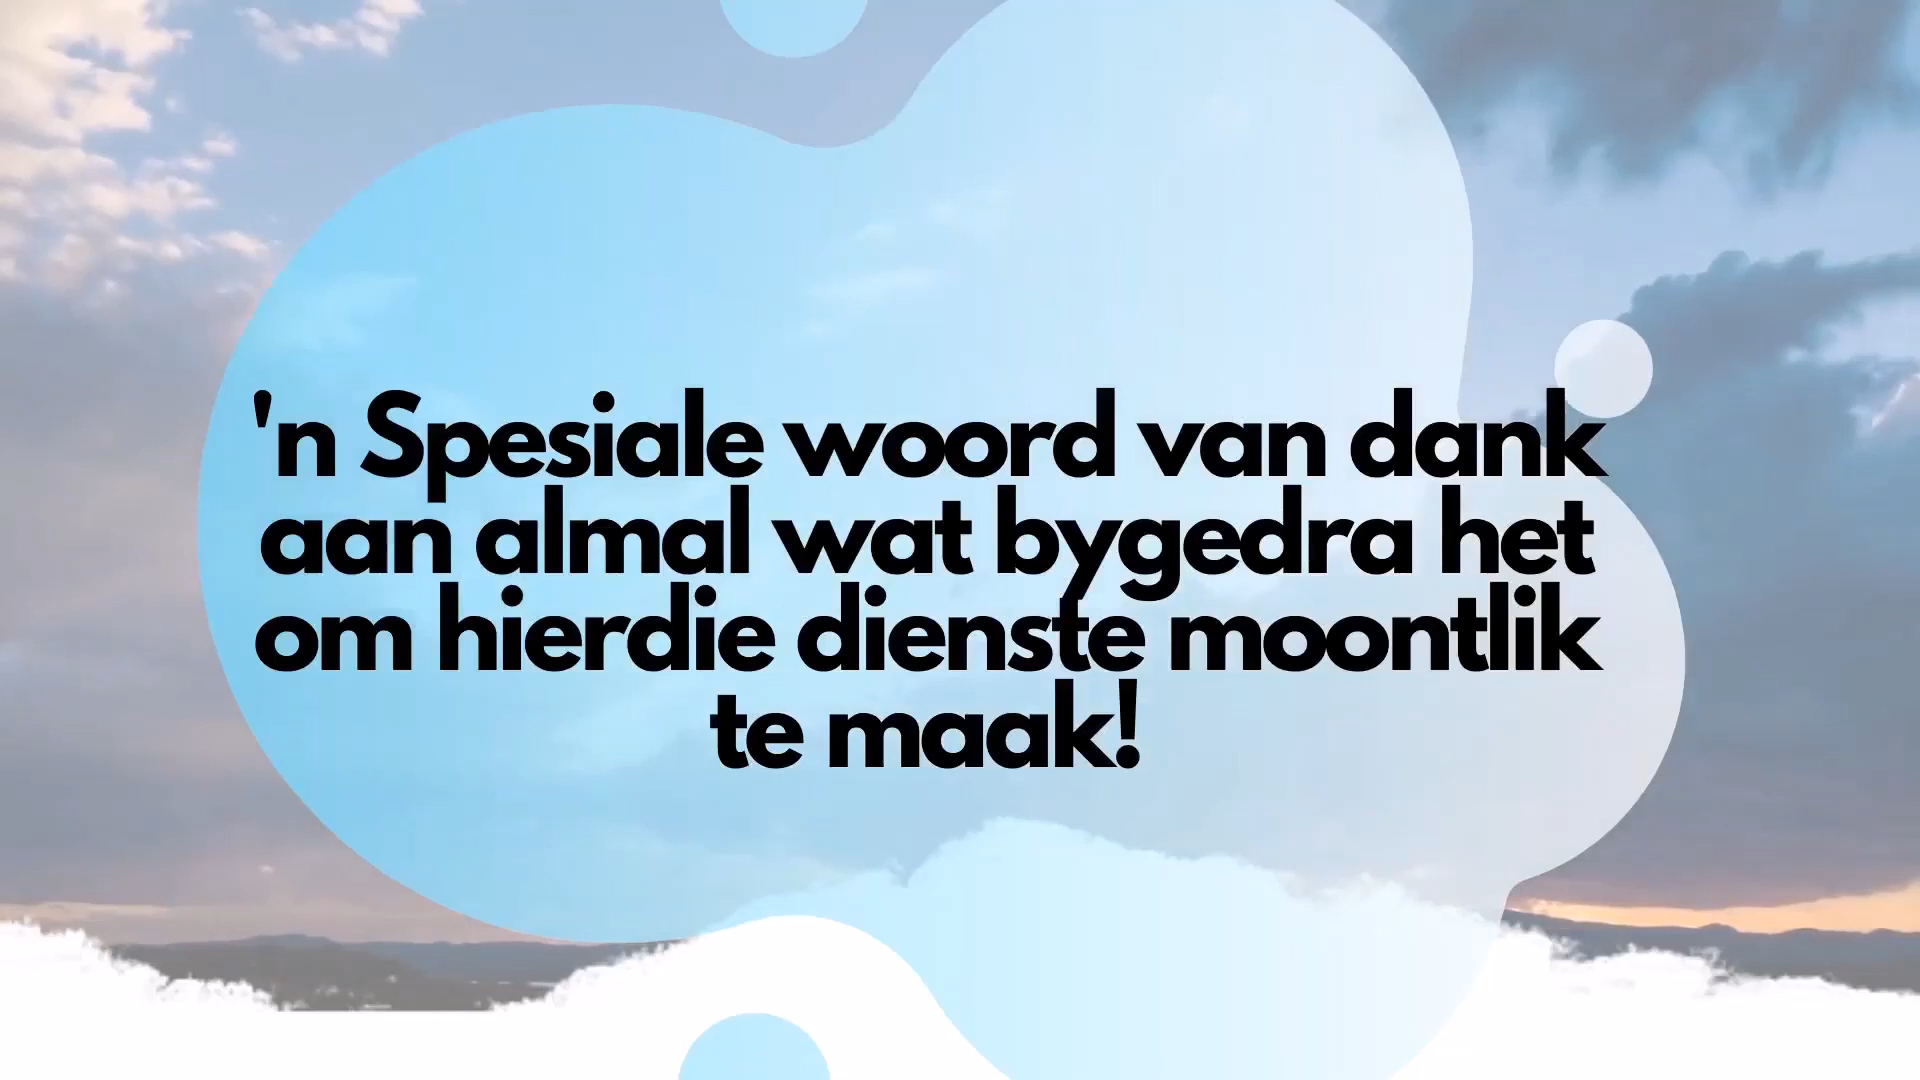 'n Spesiale woord van dank
aan almal wat bygedra het
om hierdie dienste moontlik
te maak!